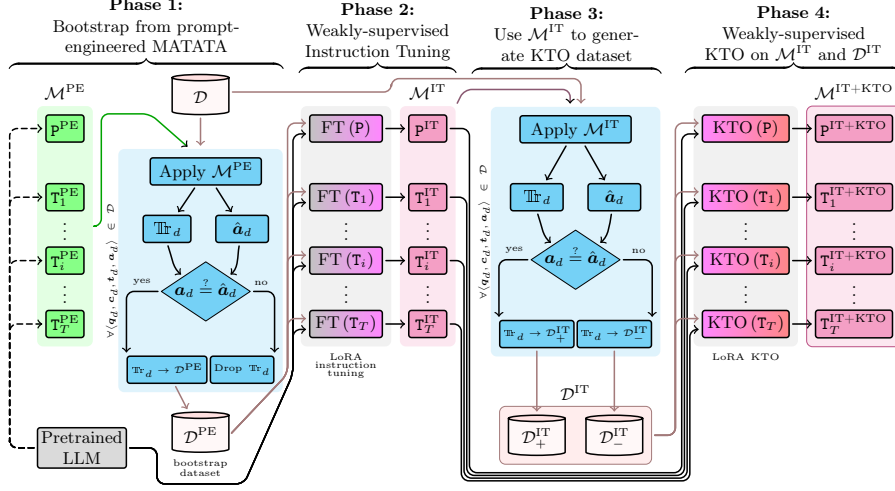 Phase 1:
Bootstrap from prompt-
engineered MATATA
Phase 2:
Weakly-supervised
Instruction Tuning
Phase 3:
Use ℳ^IT to gener-
ate KTO dataset
Phase 4:
Weakly-supervised
KTO on ℳ^IT and 𝒟^IT
ℳ^PE
P^PE
T_1^PE
⋮
T_i^PE
⋮
T_T^PE
Pretrained
LLM
𝒟
Apply ℳ^PE
𝕋r_d
â_d
a_d ≟ â_d
yes
no
𝕋r_d → 𝒟^PE
Drop 𝕋r_d
∀⟨q_d, c_d, t_d, a_d⟩ ∈ 𝒟
𝒟^PE
bootstrap
dataset
FT (P)
FT (T_1)
⋮
FT (T_i)
⋮
FT (T_T)
LoRA
instruction
tuning
ℳ^IT
P^IT
T_1^IT
⋮
T_i^IT
⋮
T_T^IT
Apply ℳ^IT
𝕋r_d
â_d
a_d ≟ â_d
yes
no
𝕋r_d → 𝒟_+^IT
𝕋r_d → 𝒟_−^IT
∀⟨q_d, c_d, t_d, a_d⟩ ∈ 𝒟
𝒟^IT
𝒟_+^IT
𝒟_−^IT
KTO (P)
KTO (T_1)
⋮
KTO (T_i)
⋮
KTO (T_T)
LoRA KTO
ℳ^IT+KTO
P^IT+KTO
T_1^IT+KTO
⋮
T_i^IT+KTO
⋮
T_T^IT+KTO